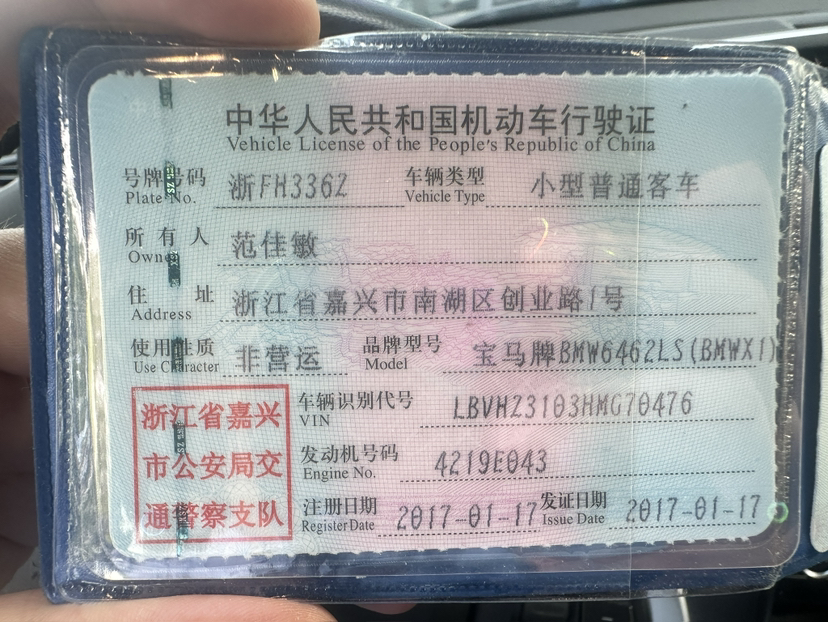 中华人民共和国机动车行驶证
Vehicle License of the People's Republic of China
号牌号码 浙FH336Z 车辆类型 小型普通客车
Plate No. Vehicle Type
所有人 范佳敏
Owner
住址 浙江省嘉兴市南湖区创业路1号
Address
使用性质 非营运 品牌型号 宝马牌BMW6462LS(BMWX1)
Use Character Model
浙江省嘉兴
市公安局交
通警察支队
车辆识别代号 LBVHZ3103HMG70476
VIN
发动机号码 4219E043
Engine No.
注册日期 2017-01-17 发证日期 2017-01-17
Register Date Issue Date